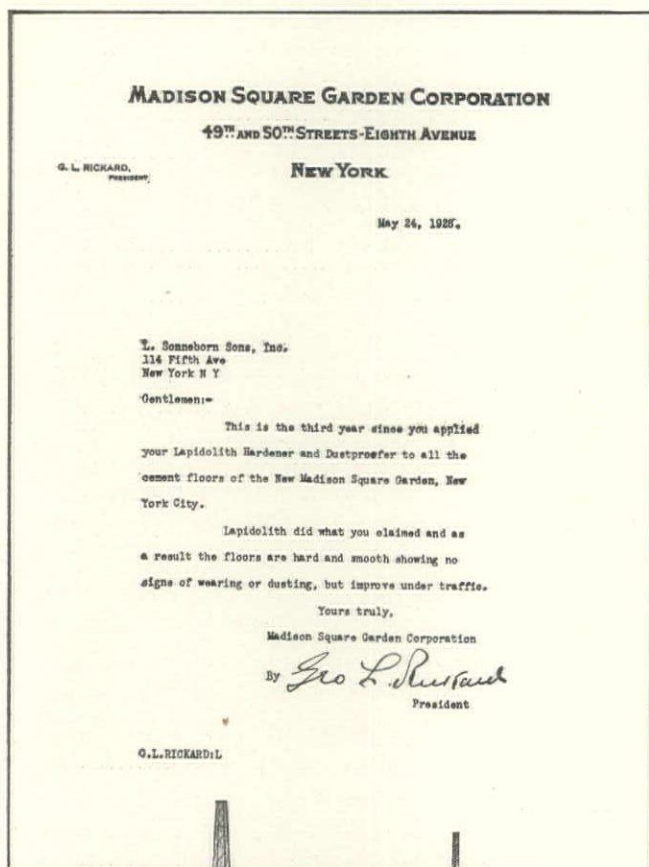 MADISON SQUARE GARDEN CORPORATION
49TH AND 50TH STREETS-EIGHTH AVENUE
G. L. RICKARD,
PRESIDENT
NEW YORK
May 24, 1928.
L. Sonneborn Sons, Inc.
114 Fifth Ave
New York N Y
Gentlemen:-
This is the third year since you applied
your Lapidolith Hardener and Dustproofer to all the
cement floors of the New Madison Square Garden, New
York City.
Lapidolith did what you claimed and as
a result the floors are hard and smooth showing no
signs of wearing or dusting, but improve under traffic.
Yours truly,
Madison Square Garden Corporation
By Geo L. Rickard
President
G.L.RICKARD:L